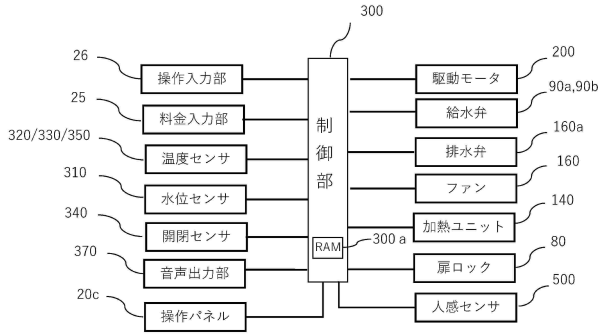 300
26
操作入力部
25
料金入力部
320/330/350
温度センサ
310
水位センサ
340
開閉センサ
370
音声出力部
20c
操作パネル
制御部
RAM
300a
200
駆動モータ
90a,90b
給水弁
160a
排水弁
160
ファン
140
加熱ユニット
80
扉ロック
500
人感センサ